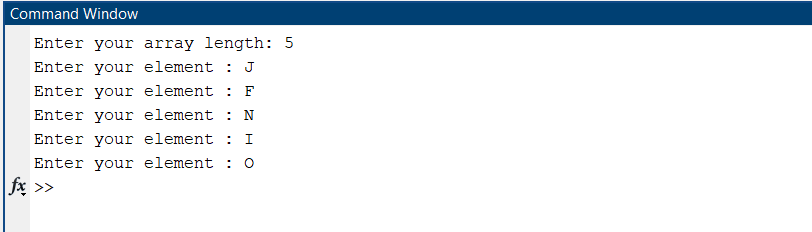 Command Window
Enter your array length: 5
Enter your element : J
Enter your element : F
Enter your element : N
Enter your element : I
Enter your element : O
fx >>